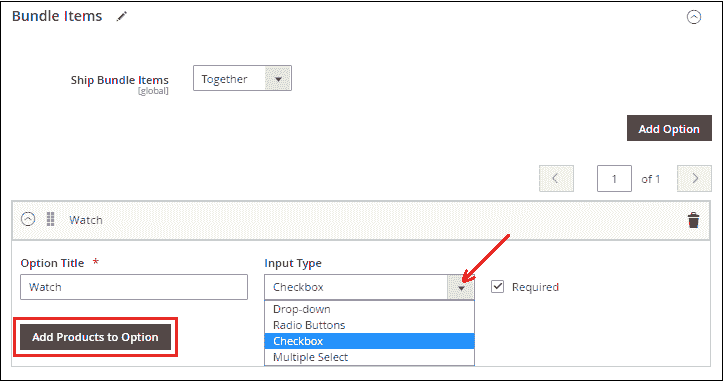 Bundle Items
Ship Bundle Items
[global]
Together
Add Option
1 of 1
Watch
Option Title *
Input Type
Watch
Checkbox
Required
Drop-down
Radio Buttons
Checkbox
Multiple Select
Add Products to Option